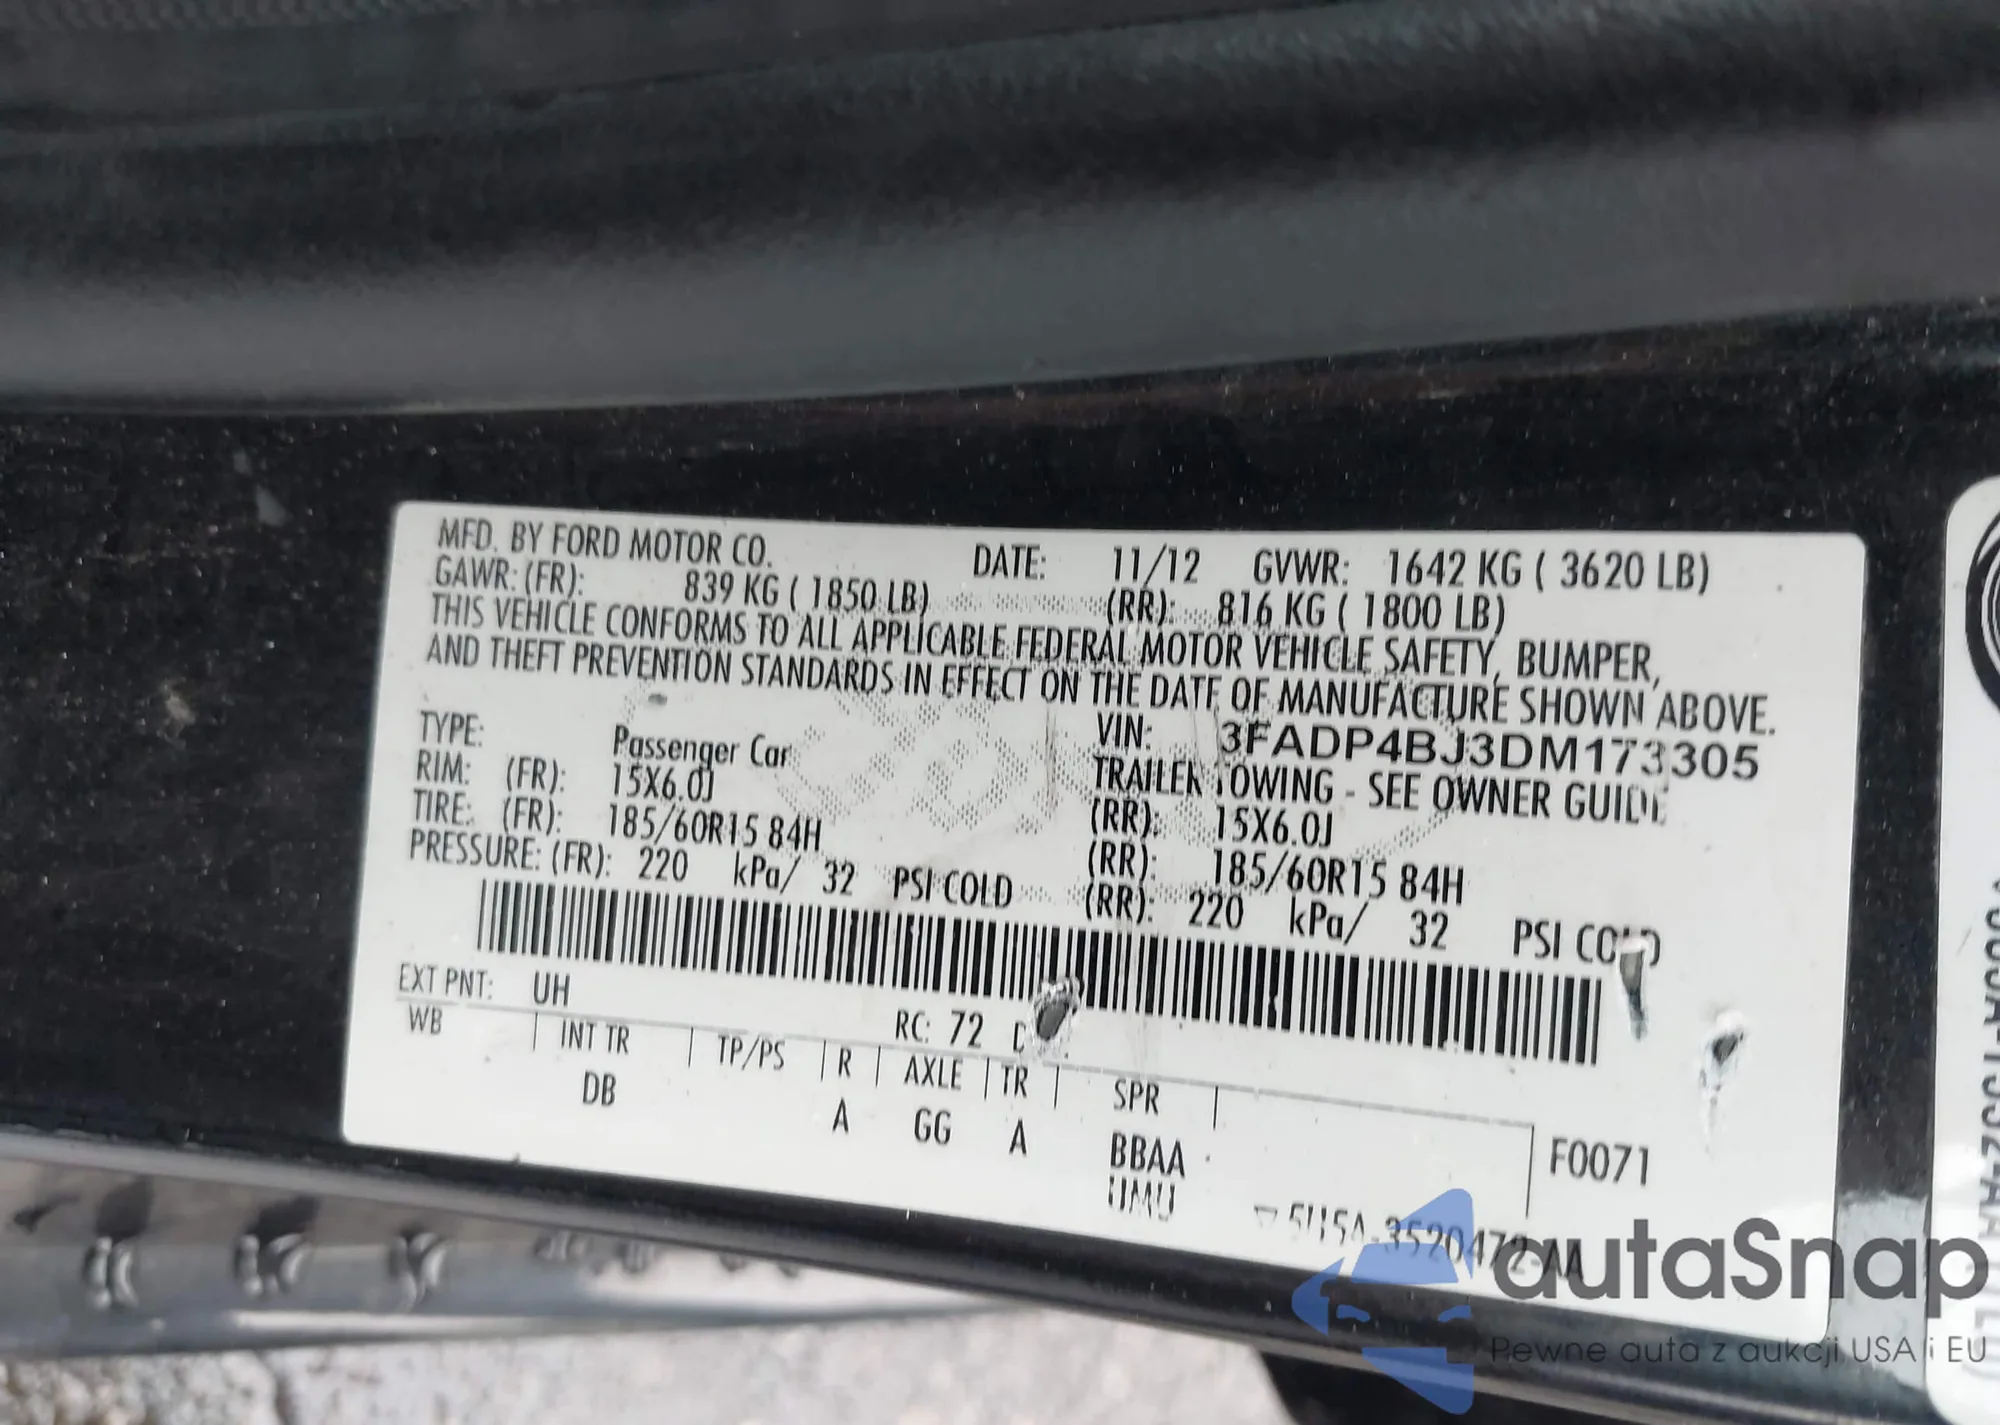 MFD. BY FORD MOTOR CO. DATE: 11/12 GVWR: 1642 KG ( 3620 LB)
GAWR: (FR): 839 KG ( 1850 LB) (RR): 816 KG ( 1800 LB)
THIS VEHICLE CONFORMS TO ALL APPLICABLE FEDERAL MOTOR VEHICLE SAFETY, BUMPER,
AND THEFT PREVENTION STANDARDS IN EFFECT ON THE DATE OF MANUFACTURE SHOWN ABOVE.
VIN: 3FADP4BJ3DM173305
TYPE: Passenger Car TRAILER TOWING - SEE OWNER GUIDE
RIM: (FR): 15X6.0J (RR): 15X6.0J
TIRE: (FR): 185/60R15 84H (RR): 185/60R15 84H
PRESSURE: (FR): 220 kPa/ 32 PSI COLD (RR): 220 kPa/ 32 PSI COLD
EXT PNT: UH RC: 72
WB INT TR TP/PS R AXLE TR SPR
DB A GG A BBAA F0071
autaSnap
Pewne auta z aukcji USA i EU